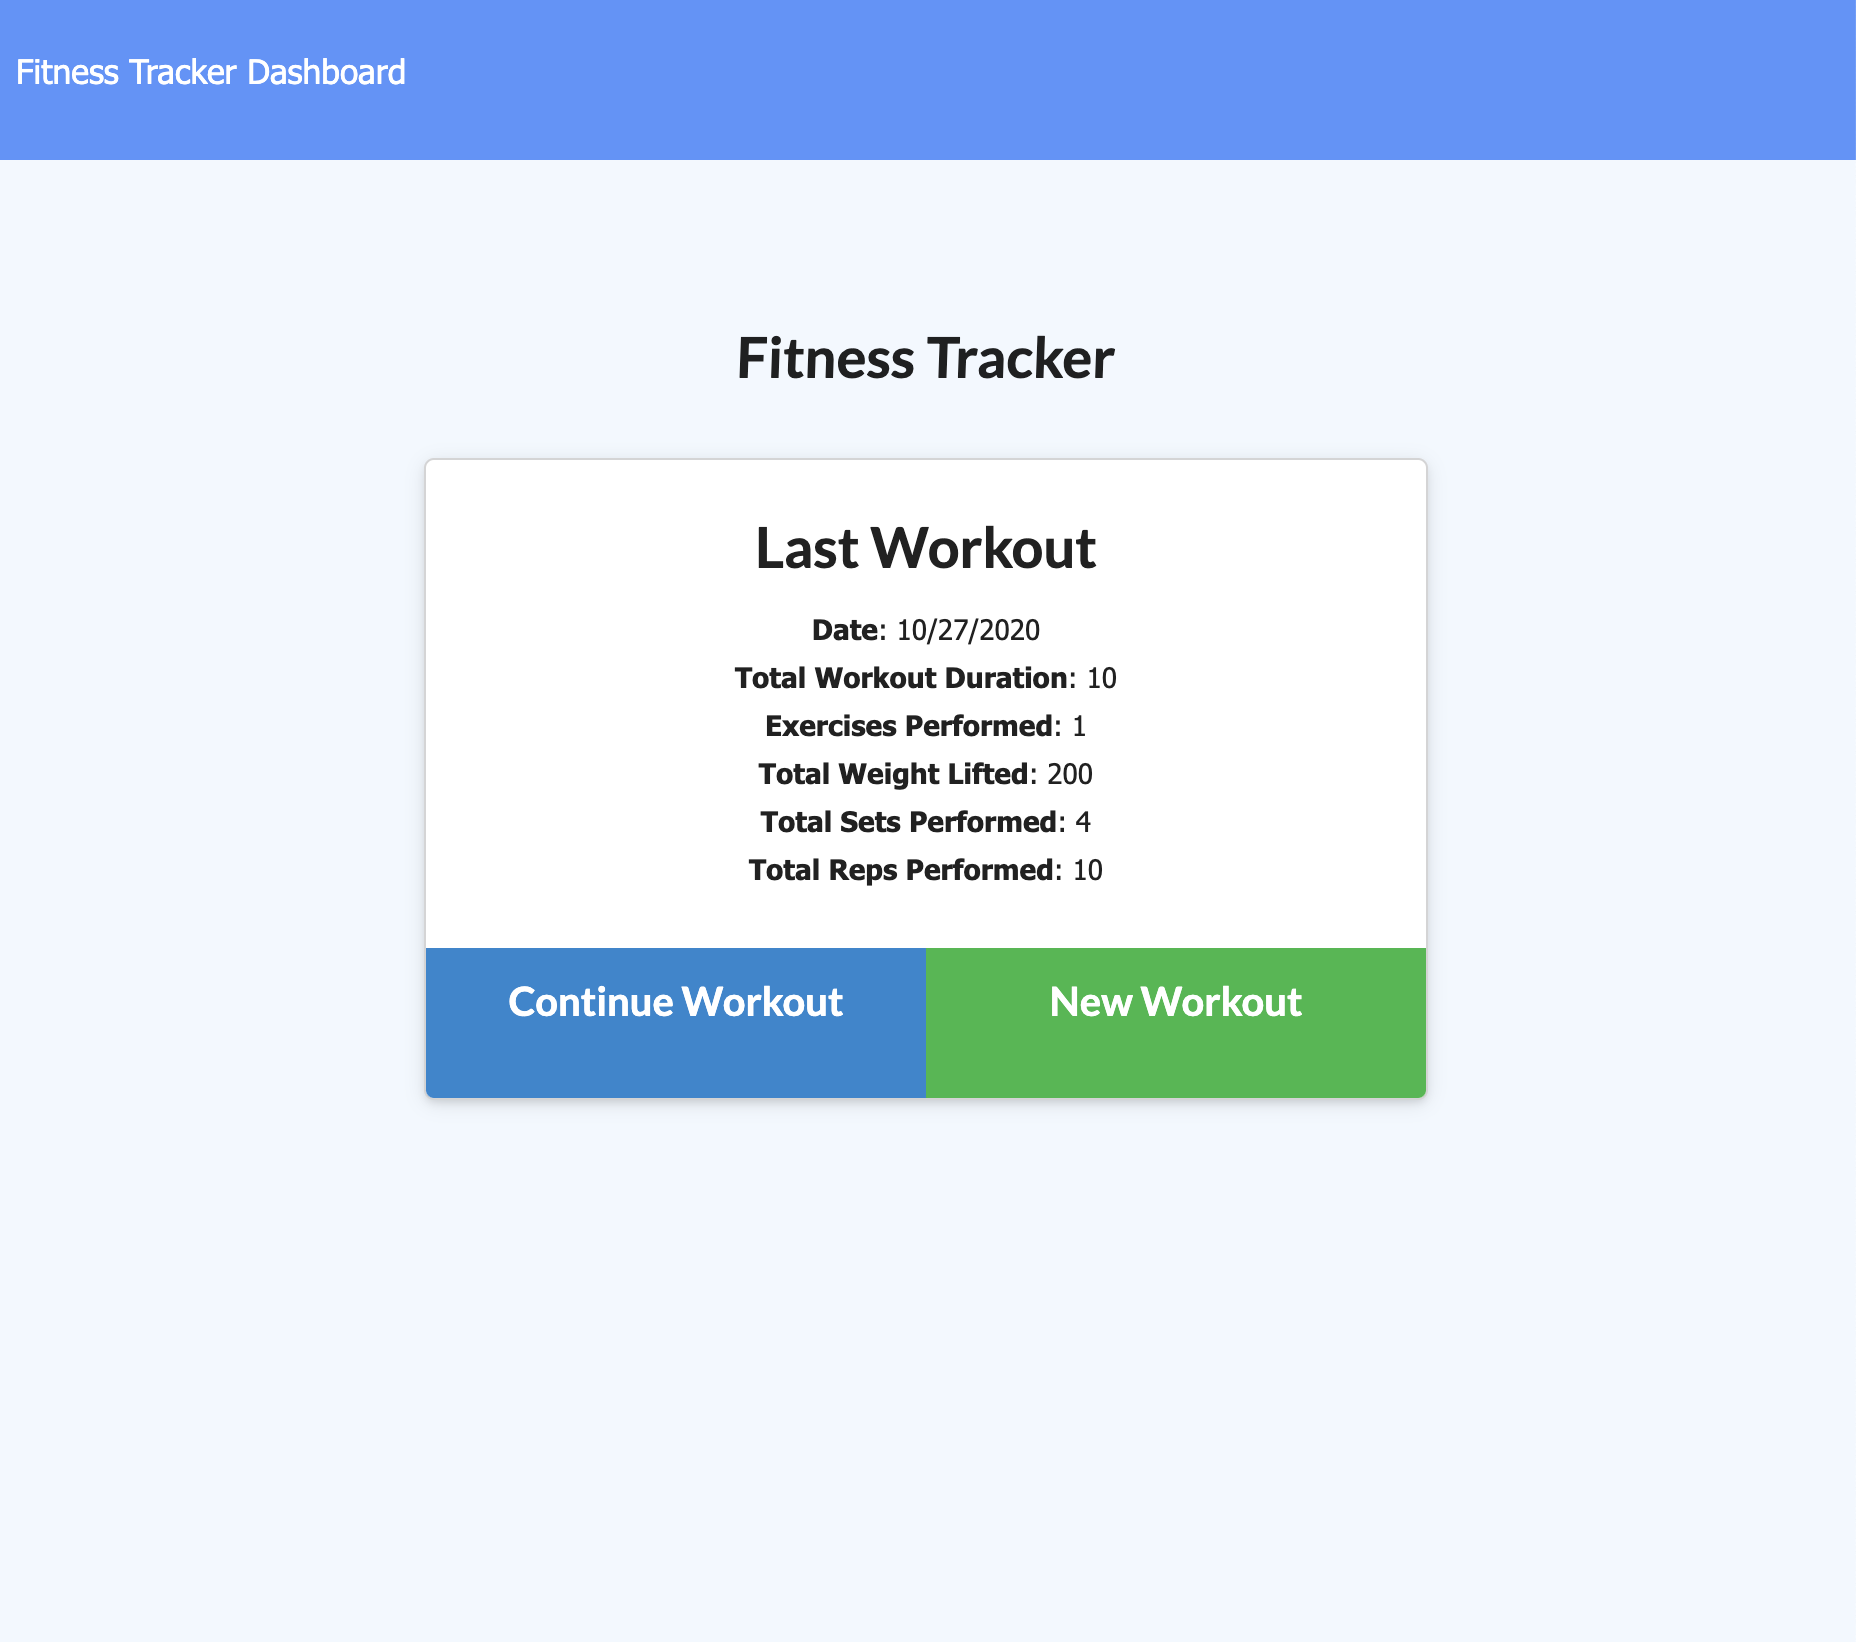 Fitness Tracker Dashboard
Fitness Tracker
Last Workout
Date: 10/27/2020
Total Workout Duration: 10
Exercises Performed: 1
Total Weight Lifted: 200
Total Sets Performed: 4
Total Reps Performed: 10
Continue Workout
New Workout